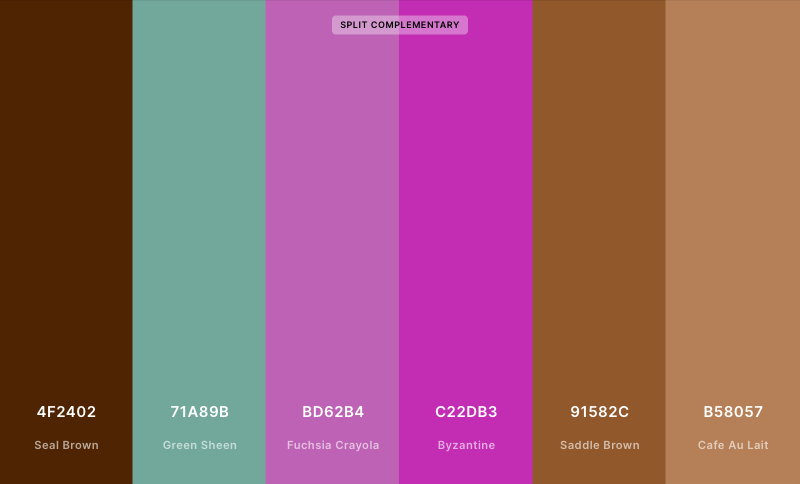 SPLIT COMPLEMENTARY
4F2402 71A89B BD62B4 C22DB3 91582C B58057
Seal Brown Green Sheen Fuchsia Crayola Byzantine Saddle Brown Cafe Au Lait